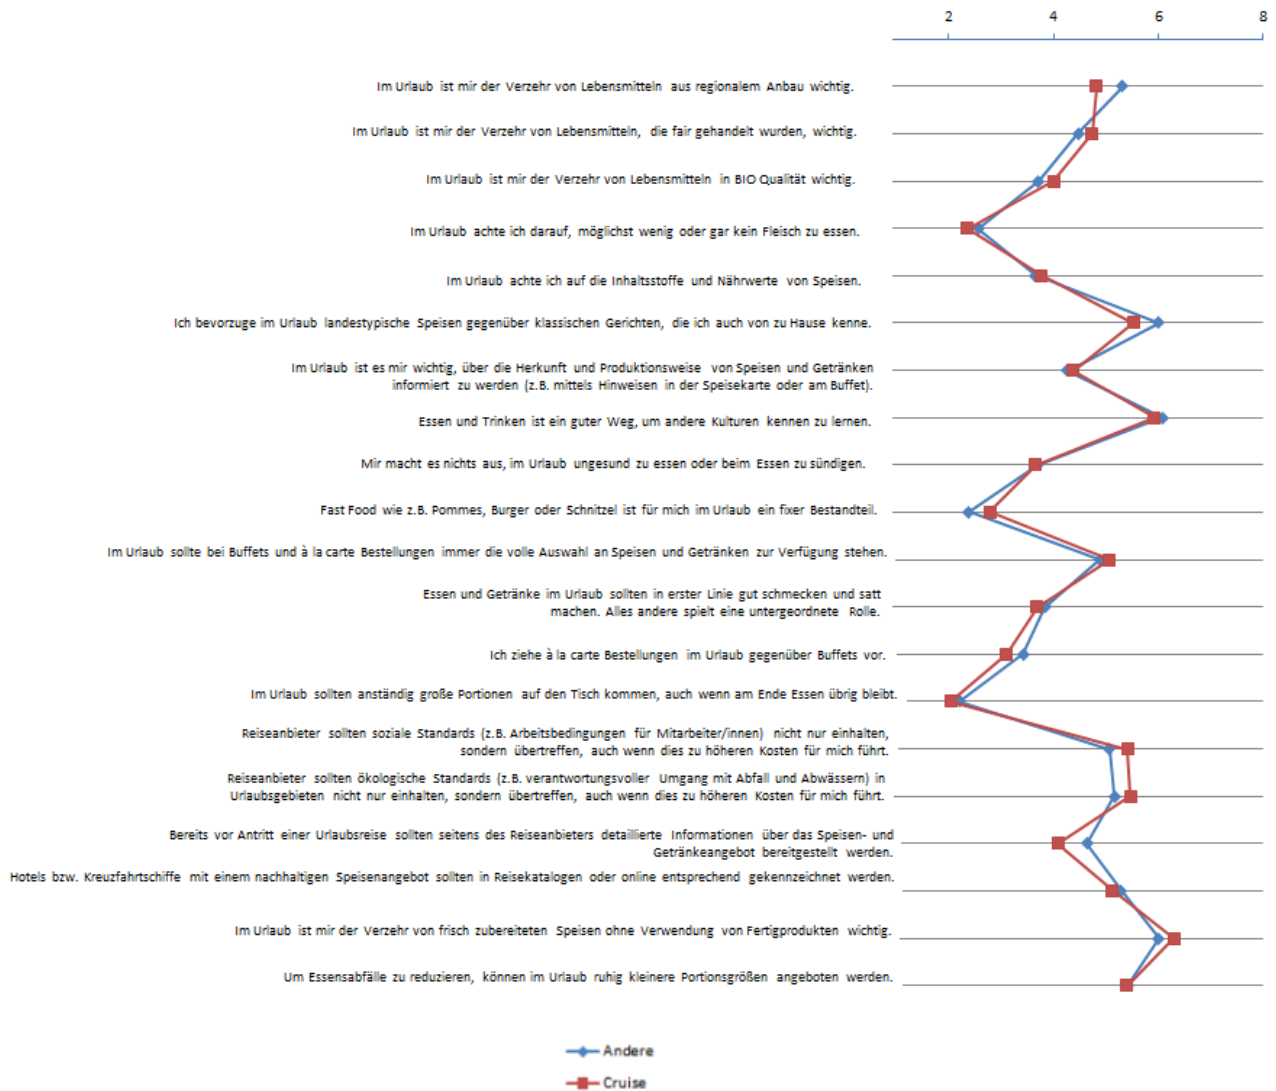 2 4 6 8
Im Urlaub ist mir der Verzehr von Lebensmitteln aus regionalem Anbau wichtig.
Im Urlaub ist mir der Verzehr von Lebensmitteln, die fair gehandelt wurden, wichtig.
Im Urlaub ist mir der Verzehr von Lebensmitteln in BIO Qualität wichtig.
Im Urlaub achte ich darauf, möglichst wenig oder gar kein Fleisch zu essen.
Im Urlaub achte ich auf die Inhaltsstoffe und Nährwerte von Speisen.
Ich bevorzuge im Urlaub landestypische Speisen gegenüber klassischen Gerichten, die ich auch von zu Hause kenne.
Im Urlaub ist es mir wichtig, über die Herkunft und Produktionsweise von Speisen und Getränken
informiert zu werden (z.B. mittels Hinweisen in der Speisekarte oder am Buffet).
Essen und Trinken ist ein guter Weg, um andere Kulturen kennen zu lernen.
Mir macht es nichts aus, im Urlaub ungesund zu essen oder beim Essen zu sündigen.
Fast Food wie z.B. Pommes, Burger oder Schnitzel ist für mich im Urlaub ein fixer Bestandteil.
Im Urlaub sollte bei Buffets und à la carte Bestellungen immer die volle Auswahl an Speisen und Getränken zur Verfügung stehen.
Essen und Getränke im Urlaub sollten in erster Linie gut schmecken und satt
machen. Alles andere spielt eine untergeordnete Rolle.
Ich ziehe à la carte Bestellungen im Urlaub gegenüber Buffets vor.
Im Urlaub sollten anständig große Portionen auf den Tisch kommen, auch wenn am Ende Essen übrig bleibt.
Reiseanbieter sollten soziale Standards (z.B. Arbeitsbedingungen für Mitarbeiter/innen) nicht nur einhalten,
sondern übertreffen, auch wenn dies zu höheren Kosten für mich führt.
Reiseanbieter sollten ökologische Standards (z.B. verantwortungsvoller Umgang mit Abfall und Abwässern) in
Urlaubsgebieten nicht nur einhalten, sondern übertreffen, auch wenn dies zu höheren Kosten für mich führt.
Bereits vor Antritt einer Urlaubsreise sollten seitens des Reiseanbieters detaillierte Informationen über das Speisen- und
Getränkeangebot bereitgestellt werden.
Hotels bzw. Kreuzfahrtschiffe mit einem nachhaltigen Speisenangebot sollten in Reisekatalogen oder online entsprechend gekennzeichnet werden.
Im Urlaub ist mir der Verzehr von frisch zubereiteten Speisen ohne Verwendung von Fertigprodukten wichtig.
Um Essensabfälle zu reduzieren, können im Urlaub ruhig kleinere Portionsgrößen angeboten werden.
Andere
Cruise